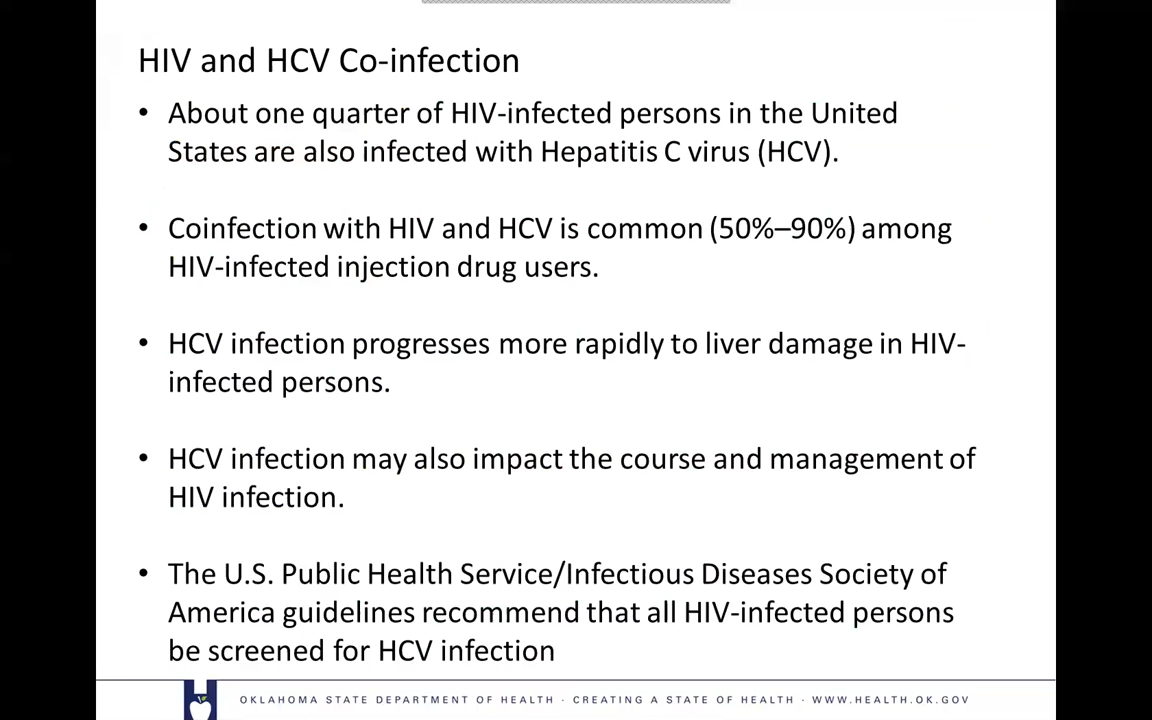 HIV and HCV Co-infection
• About one quarter of HIV-infected persons in the United
States are also infected with Hepatitis C virus (HCV).
• Coinfection with HIV and HCV is common (50%–90%) among
HIV-infected injection drug users.
• HCV infection progresses more rapidly to liver damage in HIV-
infected persons.
• HCV infection may also impact the course and management of
HIV infection.
• The U.S. Public Health Service/Infectious Diseases Society of
America guidelines recommend that all HIV-infected persons
be screened for HCV infection
OKLAHOMA STATE DEPARTMENT OF HEALTH · CREATING A STATE OF HEALTH · WWW.HEALTH.OK.GOV